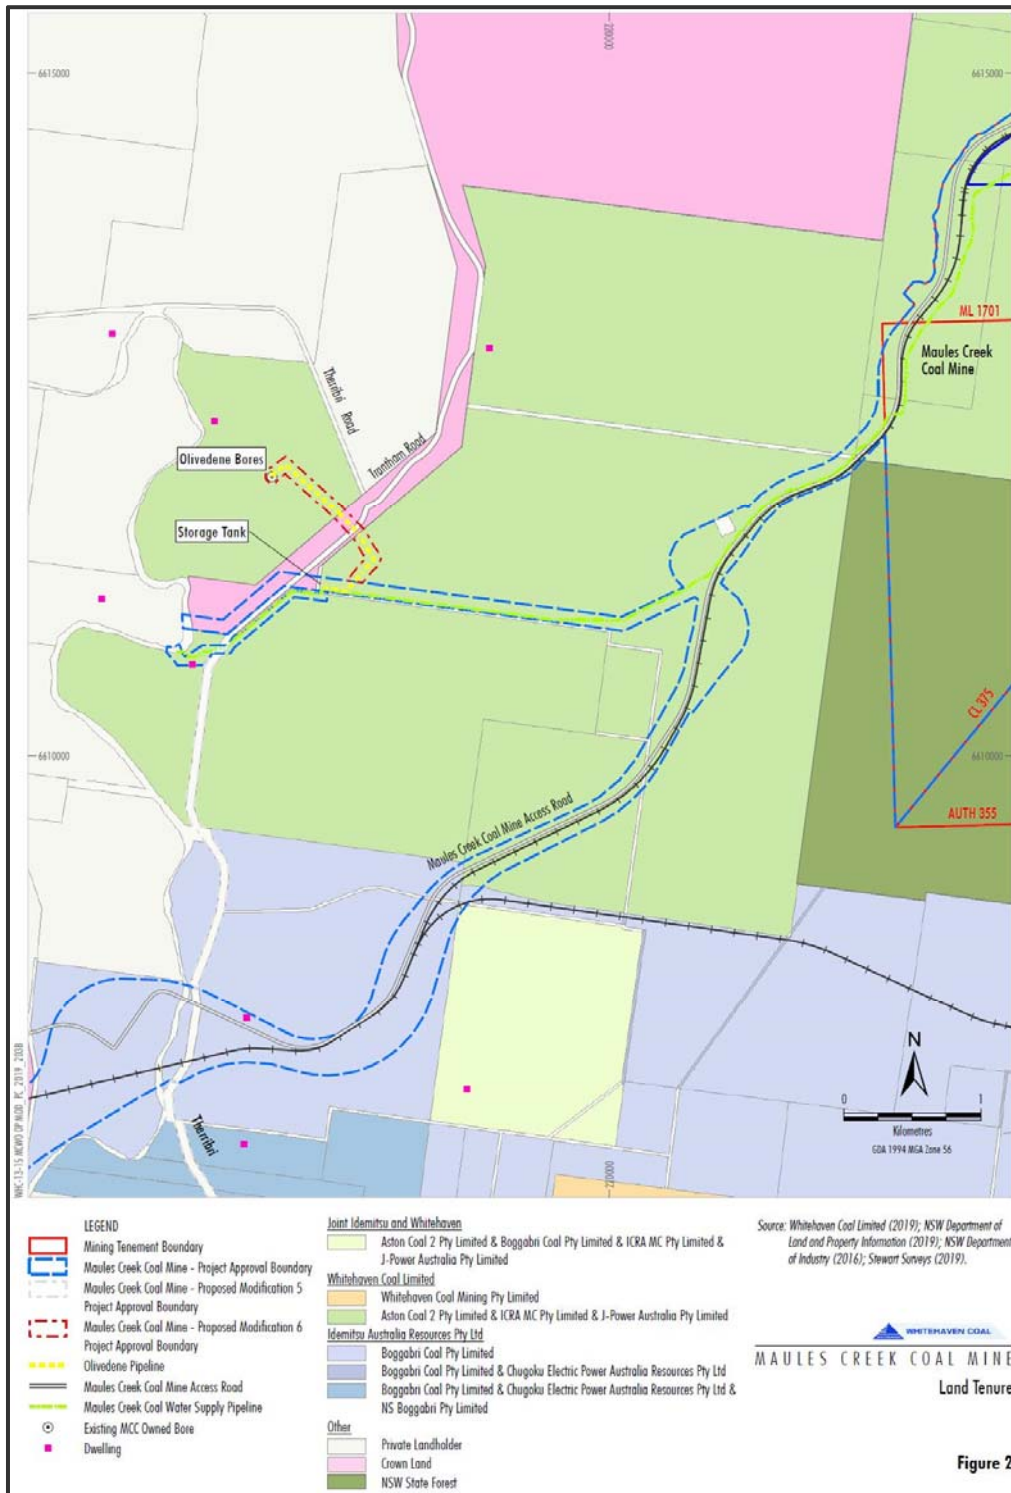 220000
6615000
6615000
ML 1701
Maules Creek
Coal Mine
Therribri Road
Trantham Road
Olivedene Bores
Storage Tank
CL 375
6610000
6610000
AUTH 355
Maules Creek Coal Mine Access Road
N
0 1
Kilometres
GDA 1994 MGA Zone 56
Therribri
220000
LEGEND
Mining Tenement Boundary
Maules Creek Coal Mine - Project Approval Boundary
Maules Creek Coal Mine - Proposed Modification 5
Project Approval Boundary
Maules Creek Coal Mine - Proposed Modification 6
Project Approval Boundary
Olivedene Pipeline
Maules Creek Coal Mine Access Road
Maules Creek Coal Water Supply Pipeline
Existing MCC Owned Bore
Dwelling
Joint Idemitsu and Whitehaven
Aston Coal 2 Pty Limited & Boggabri Coal Pty Limited & ICRA MC Pty Limited &
J-Power Australia Pty Limited
Whitehaven Coal Limited
Whitehaven Coal Mining Pty Limited
Aston Coal 2 Pty Limited & ICRA MC Pty Limited & J-Power Australia Pty Limited
Idemitsu Australia Resources Pty Ltd
Boggabri Coal Pty Limited
Boggabri Coal Pty Limited & Chugoku Electric Power Australia Resources Pty Ltd
Boggabri Coal Pty Limited & Chugoku Electric Power Australia Resources Pty Ltd &
NS Boggabri Pty Limited
Other
Private Landholder
Crown Land
NSW State Forest
Source: Whitehaven Coal Limited (2019); NSW Department of
Land and Property Information (2019); NSW Department
of Industry (2016); Stewart Surveys (2019).
WHITEHAVEN COAL
MAULES CREEK COAL MINE
Land Tenure
Figure 2